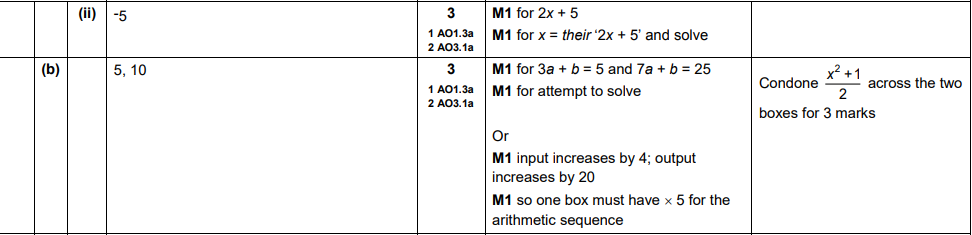 (ii) -5 3 M1 for 2x + 5
1 AO1.3a M1 for x = their ‘2x + 5’ and solve
2 AO3.1a
(b) 5, 10 3 M1 for 3a + b = 5 and 7a + b = 25
1 AO1.3a M1 for attempt to solve
2 AO3.1a
Condone (x² + 1)/2 across the two
boxes for 3 marks
Or
M1 input increases by 4; output
increases by 20
M1 so one box must have × 5 for the
arithmetic sequence